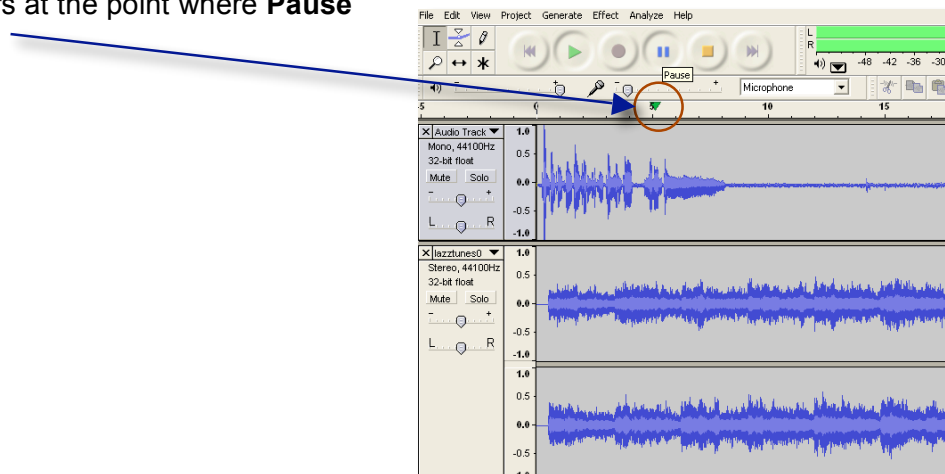 s at the point where Pause
File Edit View Project Generate Effect Analyze Help
L
R
-48 -42 -36 -30
Pause
- + - + Microphone
5 10 15
X Audio Track
Mono, 44100Hz
32-bit float
Mute Solo
- +
L R
1.0
0.5
0.0
-0.5
-1.0
X lazztunes0
Stereo, 44100Hz
32-bit float
Mute Solo
- +
L R
1.0
0.5
0.0
-0.5
-1.0
1.0
0.5
0.0
-0.5